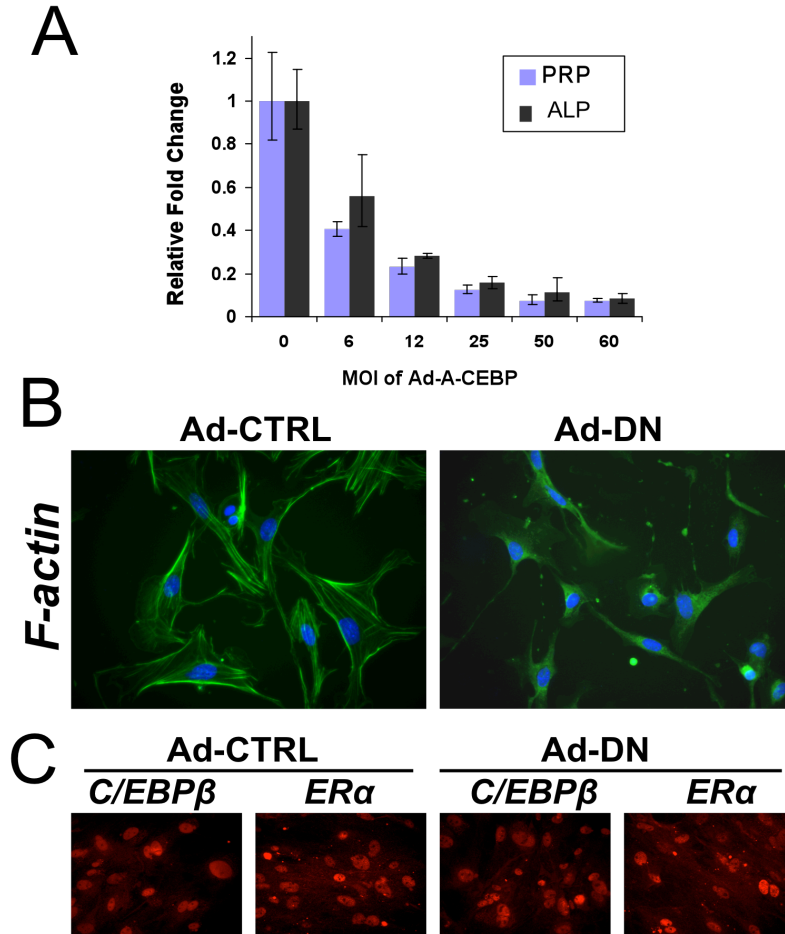 A
Relative Fold Change
1.2
1
0.8
0.6
0.4
0.2
0
PRP
ALP
0 6 12 25 50 60
MOI of Ad-A-CEBP
B
Ad-CTRL Ad-DN
F-actin
C
Ad-CTRL Ad-DN
C/EBPβ ERα C/EBPβ ERα